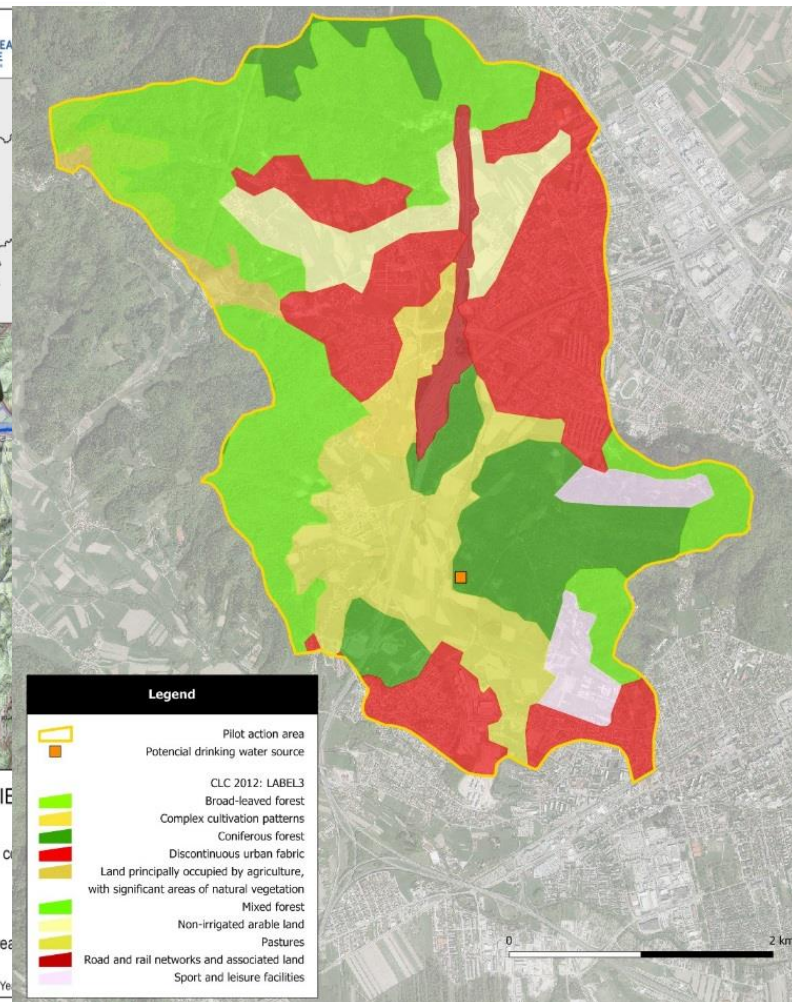 EA
E
Legend
Pilot action area
Potencial drinking water source
CLC 2012: LABEL3
Broad-leaved forest
Complex cultivation patterns
Coniferous forest
Discontinuous urban fabric
Land principally occupied by agriculture,
with significant areas of natural vegetation
Mixed forest
Non-irrigated arable land
Pastures
Road and rail networks and associated land
Sport and leisure facilities
0
2 km